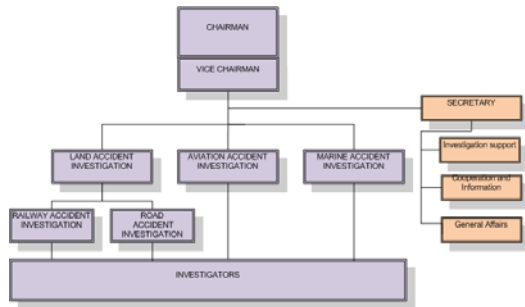 CHAIRMAN
VICE CHAIRMAN
SECRETARY
Investigation support
Cooperation and
Information
General Affairs
LAND ACCIDENT
INVESTIGATION
AVIATION ACCIDENT
INVESTIGATION
MARINE ACCIDENT
INVESTIGATION
RAILWAY ACCIDENT
INVESTIGATION
ROAD
ACCIDENT
INVESTIGATION
INVESTIGATORS